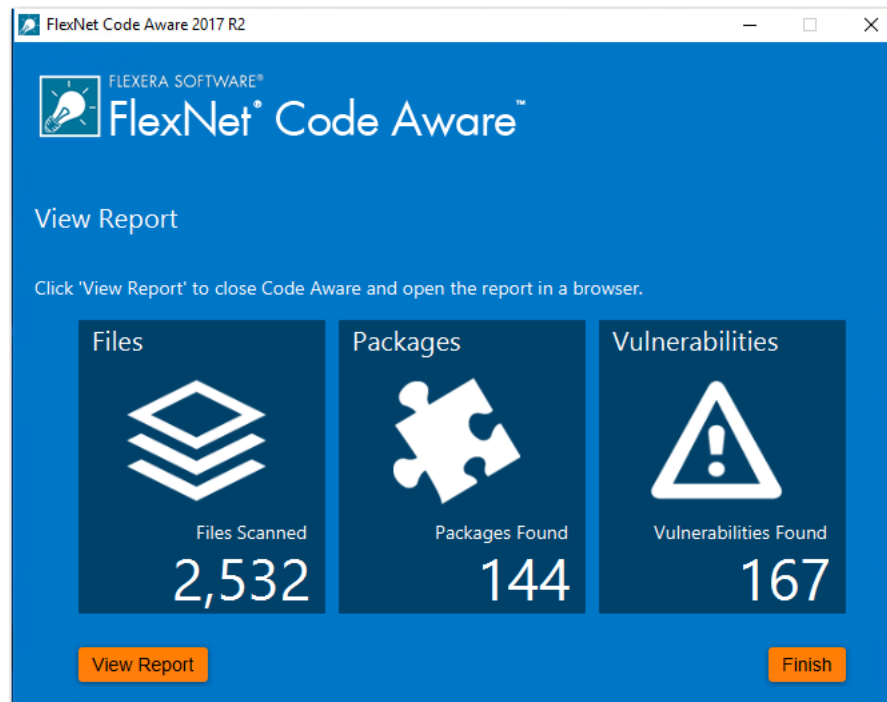 FlexNet Code Aware 2017 R2
FLEXERA SOFTWARE®
FlexNet® Code Aware™
View Report
Click 'View Report' to close Code Aware and open the report in a browser.
Files
Packages
Vulnerabilities
Files Scanned
2,532
Packages Found
144
Vulnerabilities Found
167
View Report
Finish